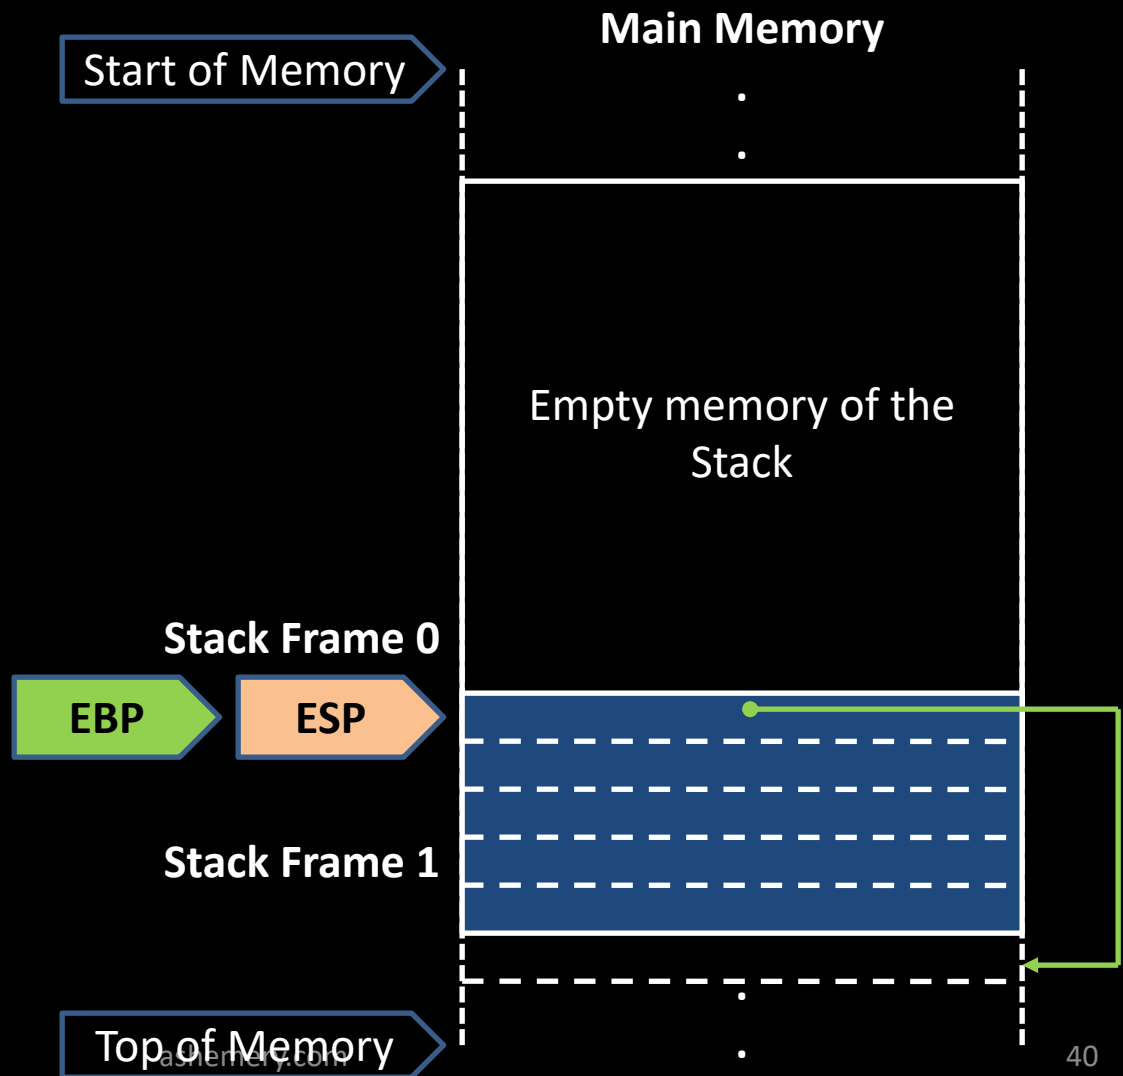 Main Memory
Start of Memory
.
.
Empty memory of the
Stack
Stack Frame 0
EBP
ESP
Stack Frame 1
.
Top of Memory
ashemery.com
.
40